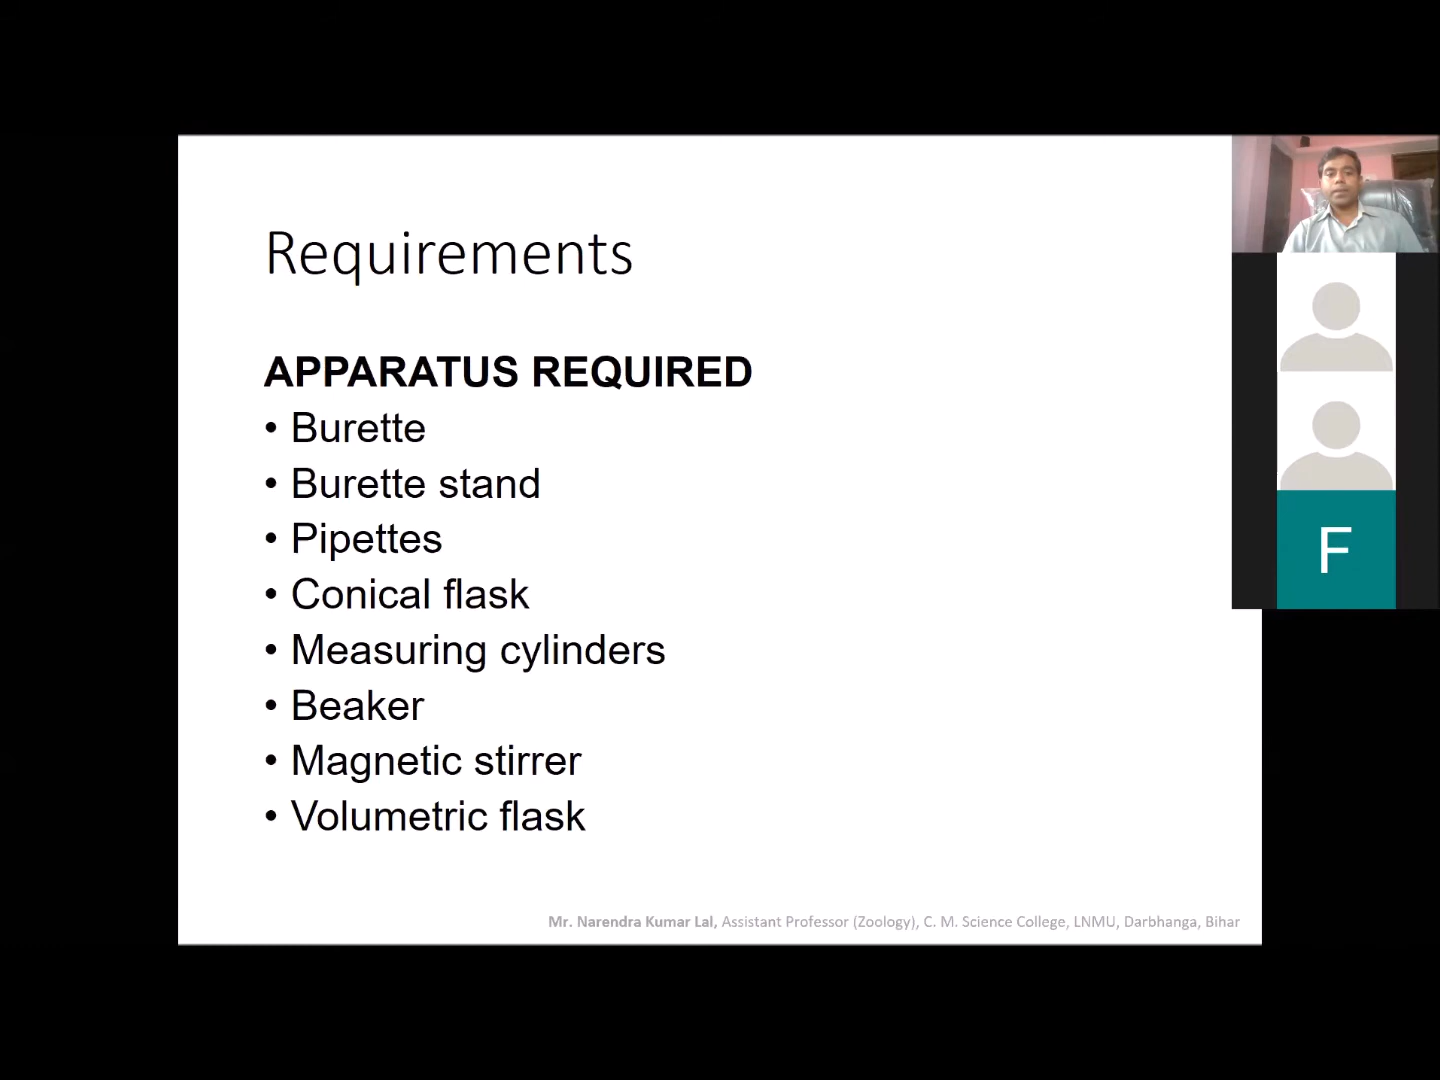 Requirements
APPARATUS REQUIRED
• Burette
• Burette stand
• Pipettes
• Conical flask
• Measuring cylinders
• Beaker
• Magnetic stirrer
• Volumetric flask
Mr. Narendra Kumar Lal, Assistant Professor (Zoology), C. M. Science College, LNMU, Darbhanga, Bihar
F